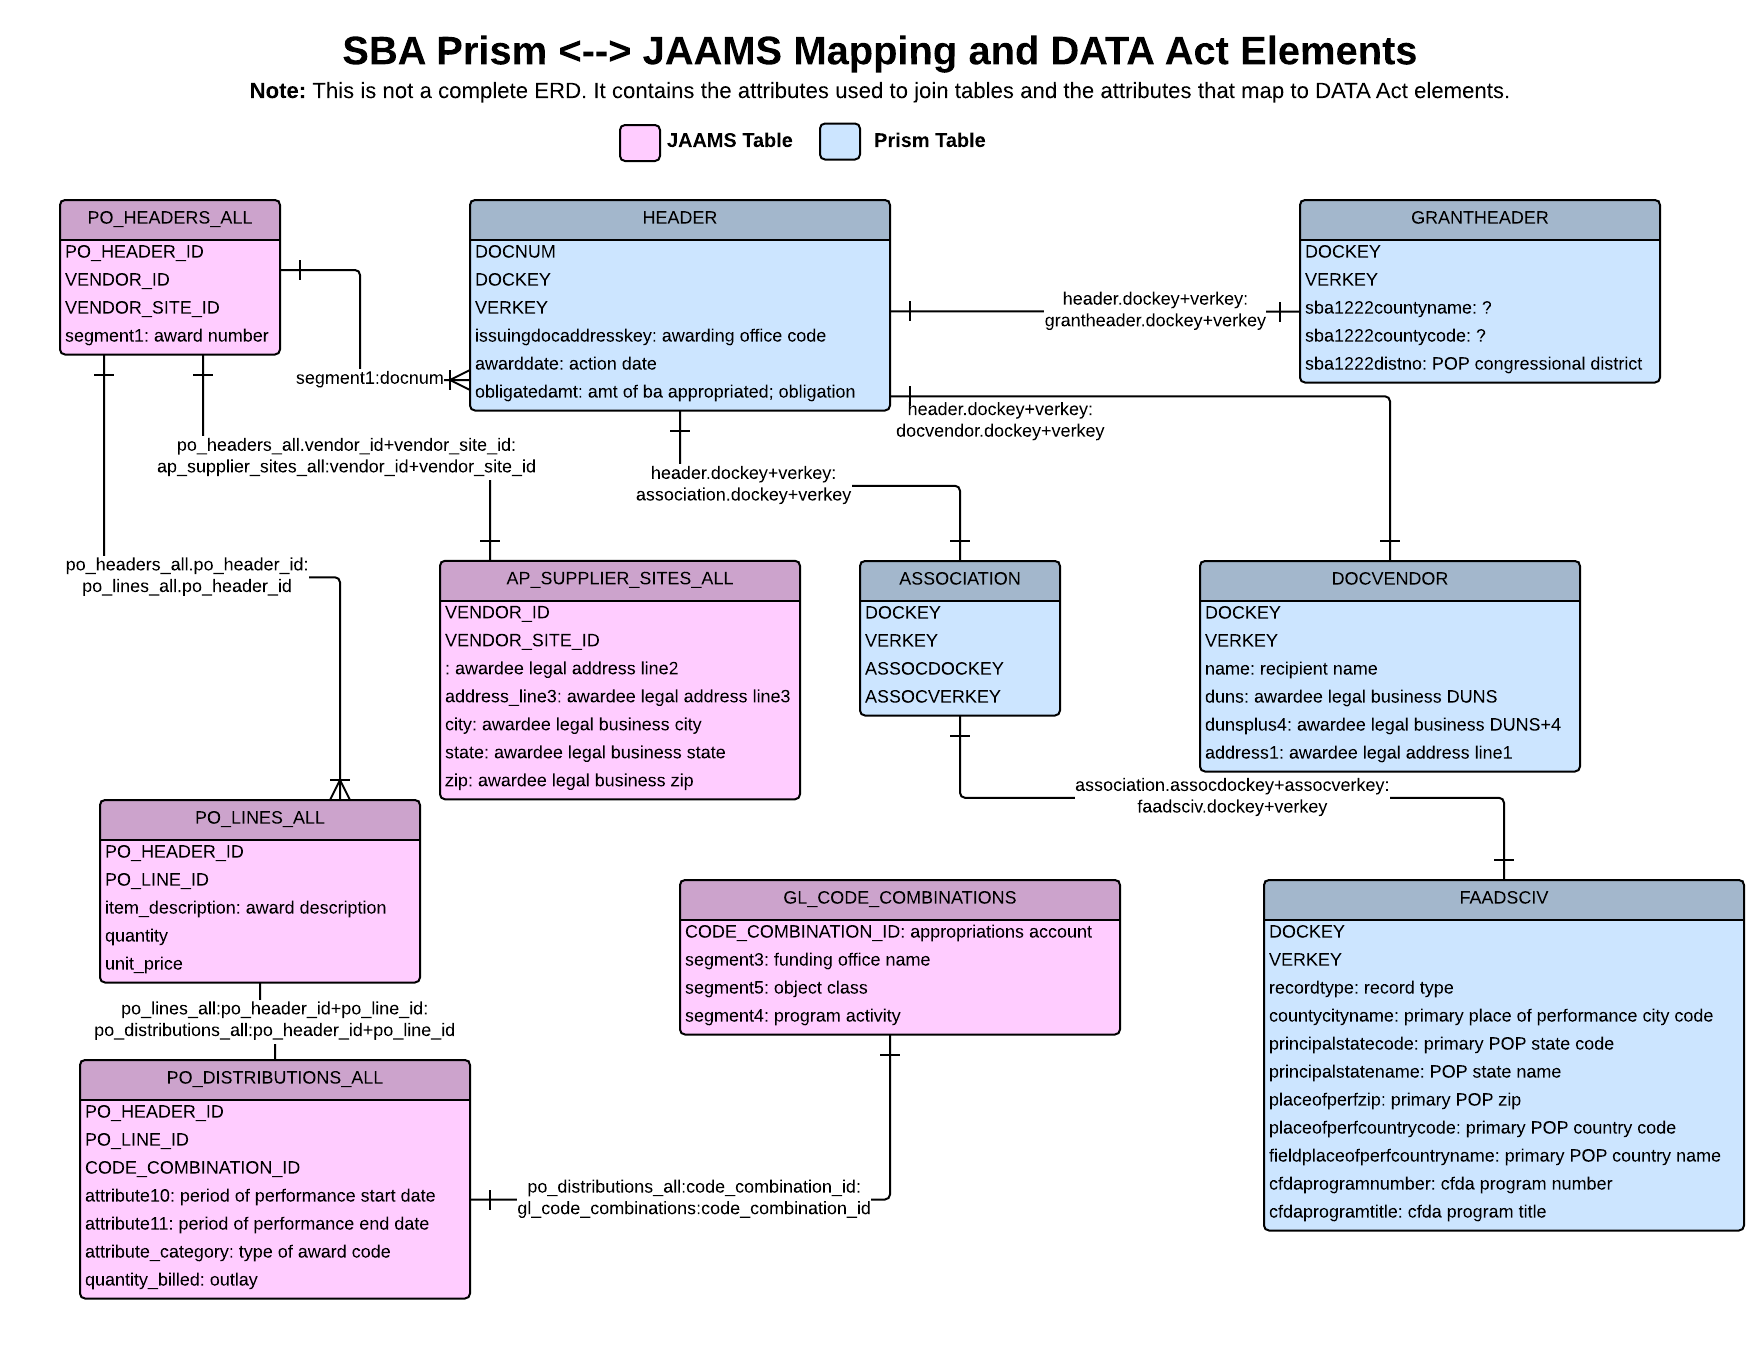 SBA Prism <--> JAAMS Mapping and DATA Act Elements
Note: This is not a complete ERD. It contains the attributes used to join tables and the attributes that map to DATA Act elements.
JAAMS Table
Prism Table
PO_HEADERS_ALL
PO_HEADER_ID
VENDOR_ID
VENDOR_SITE_ID
segment1: award number
HEADER
DOCNUM
DOCKEY
VERKEY
issuingdocaddresskey: awarding office code
awarddate: action date
obligatedamt: amt of ba appropriated; obligation
GRANTHEADER
DOCKEY
VERKEY
sba1222countyname: ?
sba1222countycode: ?
sba1222distno: POP congressional district
header.dockey+verkey:
grantheader.dockey+verkey
segment1:docnum
header.dockey+verkey:
docvendor.dockey+verkey
po_headers_all.vendor_id+vendor_site_id:
ap_supplier_sites_all:vendor_id+vendor_site_id
header.dockey+verkey:
association.dockey+verkey
po_headers_all.po_header_id:
po_lines_all.po_header_id
AP_SUPPLIER_SITES_ALL
VENDOR_ID
VENDOR_SITE_ID
: awardee legal address line2
address_line3: awardee legal address line3
city: awardee legal business city
state: awardee legal business state
zip: awardee legal business zip
ASSOCIATION
DOCKEY
VERKEY
ASSOCDOCKEY
ASSOCVERKEY
DOCVENDOR
DOCKEY
VERKEY
name: recipient name
duns: awardee legal business DUNS
dunsplus4: awardee legal business DUNS+4
address1: awardee legal address line1
association.assocdockey+assocverkey:
faadsciv.dockey+verkey
PO_LINES_ALL
PO_HEADER_ID
PO_LINE_ID
item_description: award description
quantity
unit_price
GL_CODE_COMBINATIONS
CODE_COMBINATION_ID: appropriations account
segment3: funding office name
segment5: object class
segment4: program activity
FAADSCIV
DOCKEY
VERKEY
recordtype: record type
countycityname: primary place of performance city code
principalstatecode: primary POP state code
principalstatename: POP state name
placeofperfzip: primary POP zip
placeofperfcountrycode: primary POP country code
fieldplaceofperfcountryname: primary POP country name
cfdaprogramnumber: cfda program number
cfdaprogramtitle: cfda program title
po_lines_all:po_header_id+po_line_id:
po_distributions_all:po_header_id+po_line_id
PO_DISTRIBUTIONS_ALL
PO_HEADER_ID
PO_LINE_ID
CODE_COMBINATION_ID
attribute10: period of performance start date
attribute11: period of performance end date
attribute_category: type of award code
quantity_billed: outlay
po_distributions_all:code_combination_id:
gl_code_combinations:code_combination_id